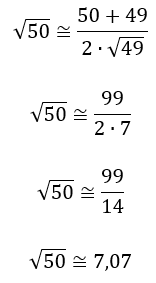 √50 ≅ (50 + 49)/(2 · √49)
√50 ≅ 99/(2 · 7)
√50 ≅ 99/14
√50 ≅ 7,07